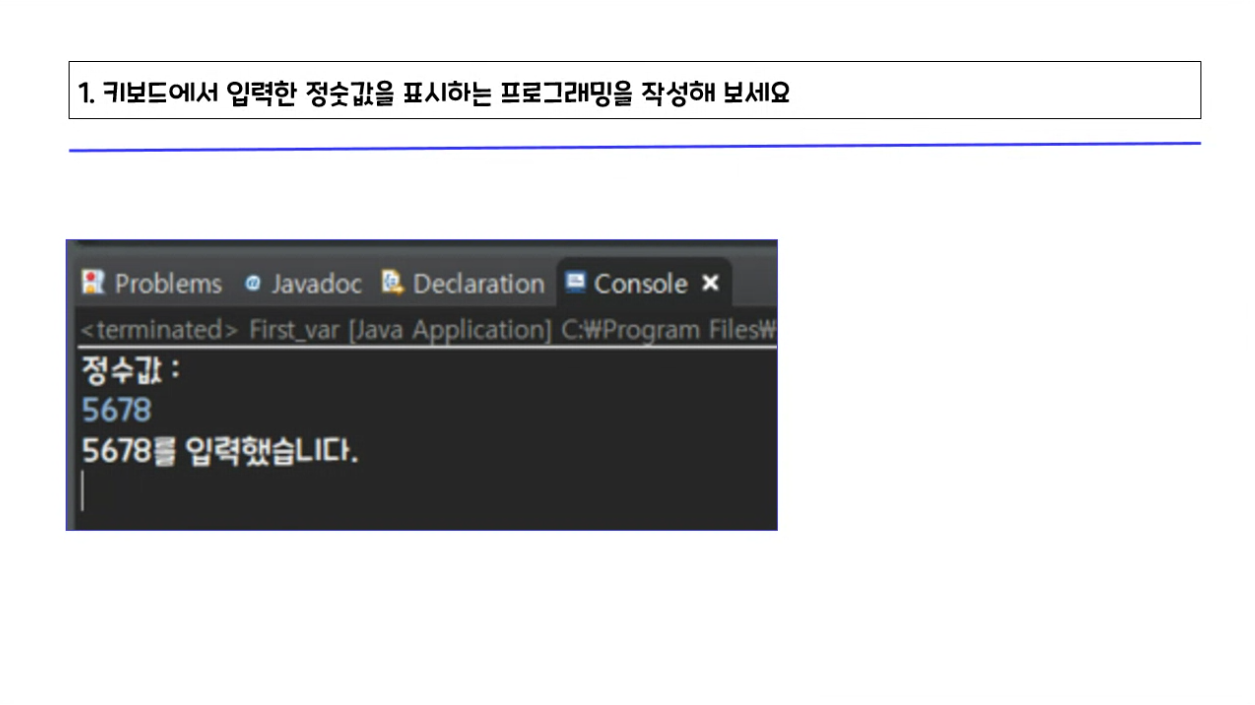 1. 키보드에서 입력한 정숫값을 표시하는 프로그래밍을 작성해 보세요
Problems @ Javadoc Declaration Console
<terminated> First_var [Java Application] C:₩Program Files₩
정수값 :
5678
5678를 입력했습니다.